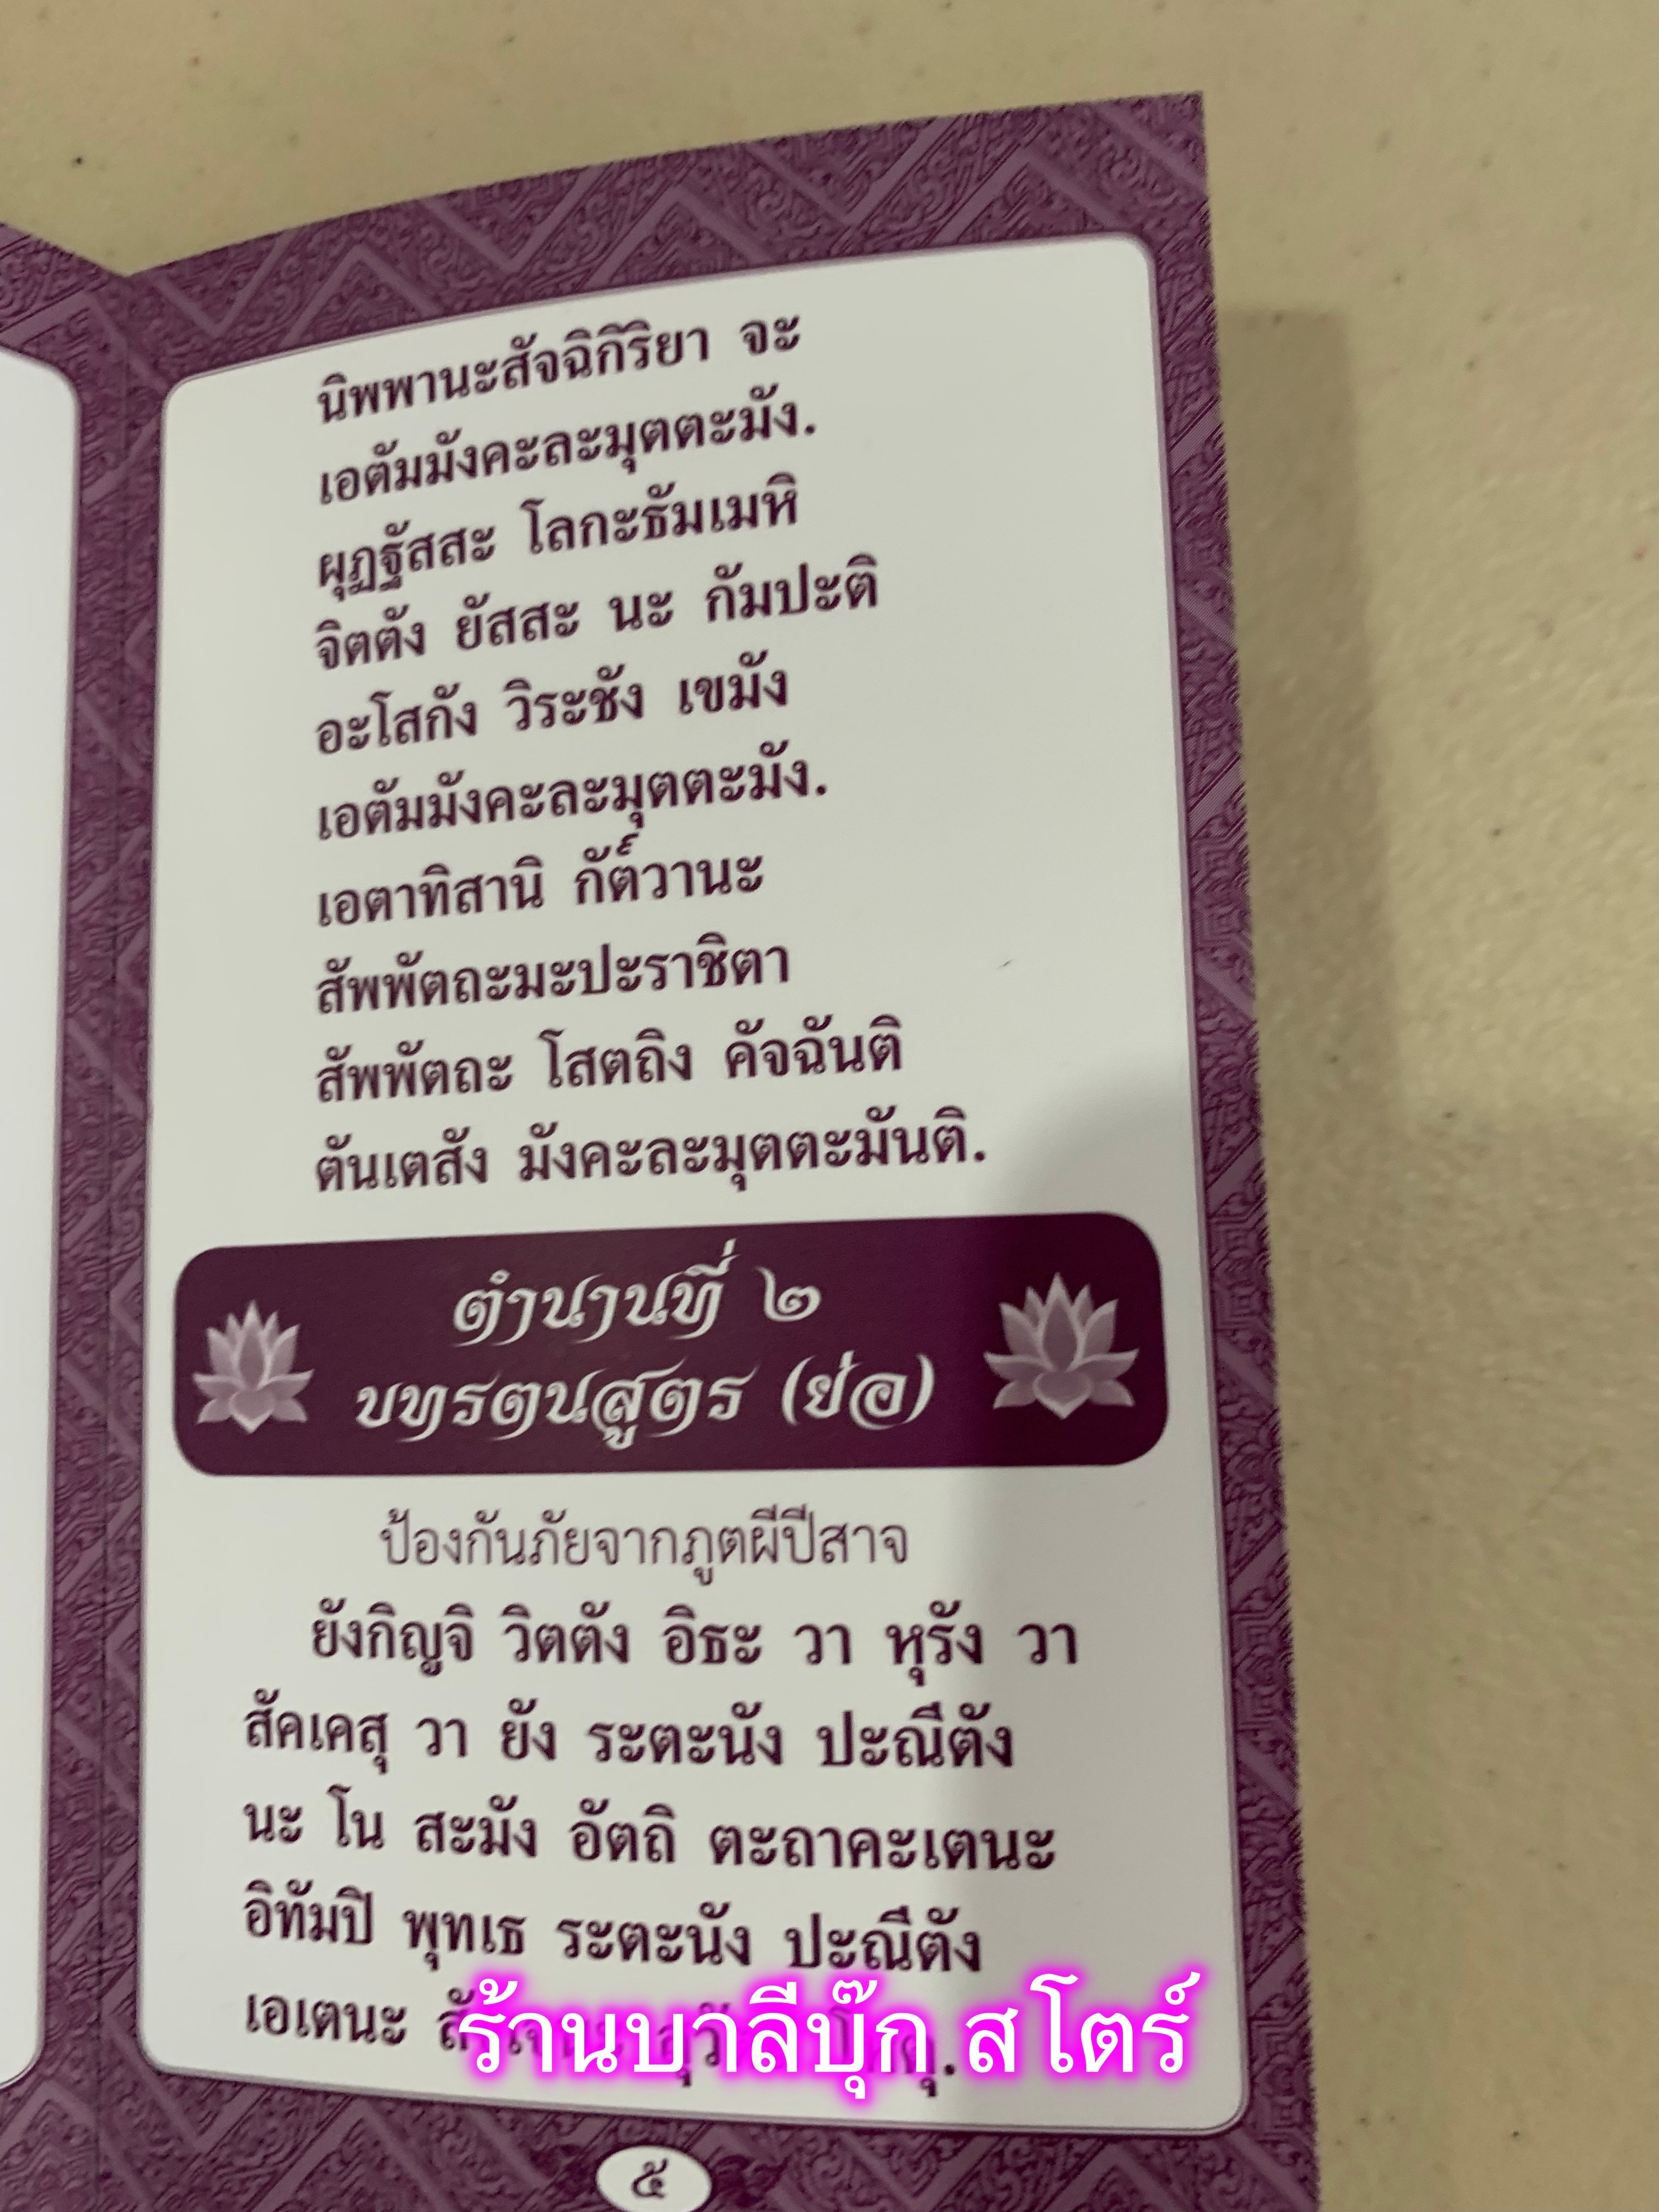 นิพพานะสัจฉิกิริยา จะ
เอตัมมังคะละมุตตะมัง.
ผุฏฐัสสะ โลกะธัมเมหิ
จิตตัง ยัสสะ นะ กัมปะติ
อะโสกัง วิระชัง เขมัง
เอตัมมังคะละมุตตะมัง.
เอตาทิสานิ กัต์วานะ
สัพพัตถะมะปะราชิตา
สัพพัตถะ โสตถิง คัจฉันติ
ตันเตสัง มังคะละมุตตะมันติ.
ตำนานที่ ๒
บทรตนสูตร (ย่อ)
ป้องกันภัยจากภูตผีปีสาจ
ยังกิญจิ วิตตัง อิธะ วา หุรัง วา
สัคเคสุ วา ยัง ระตะนัง ปะณีตัง
นะ โน สะมัง อัตถิ ตะถาคะเตนะ
อิทัมปิ พุทเธ ระตะนัง ปะณีตัง
เอเตนะ
ร้านบาลีบุ๊ก สโตร์
๕